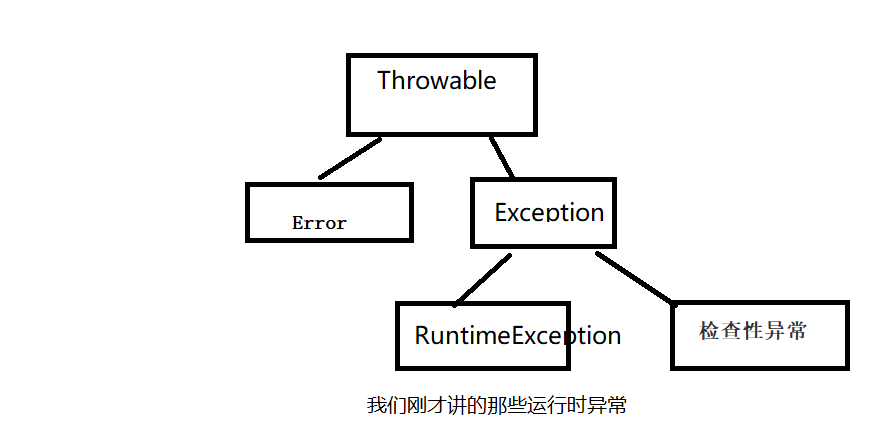 Throwable
Error
Exception
RuntimeException
检查性异常
我们刚才讲的那些运行时异常